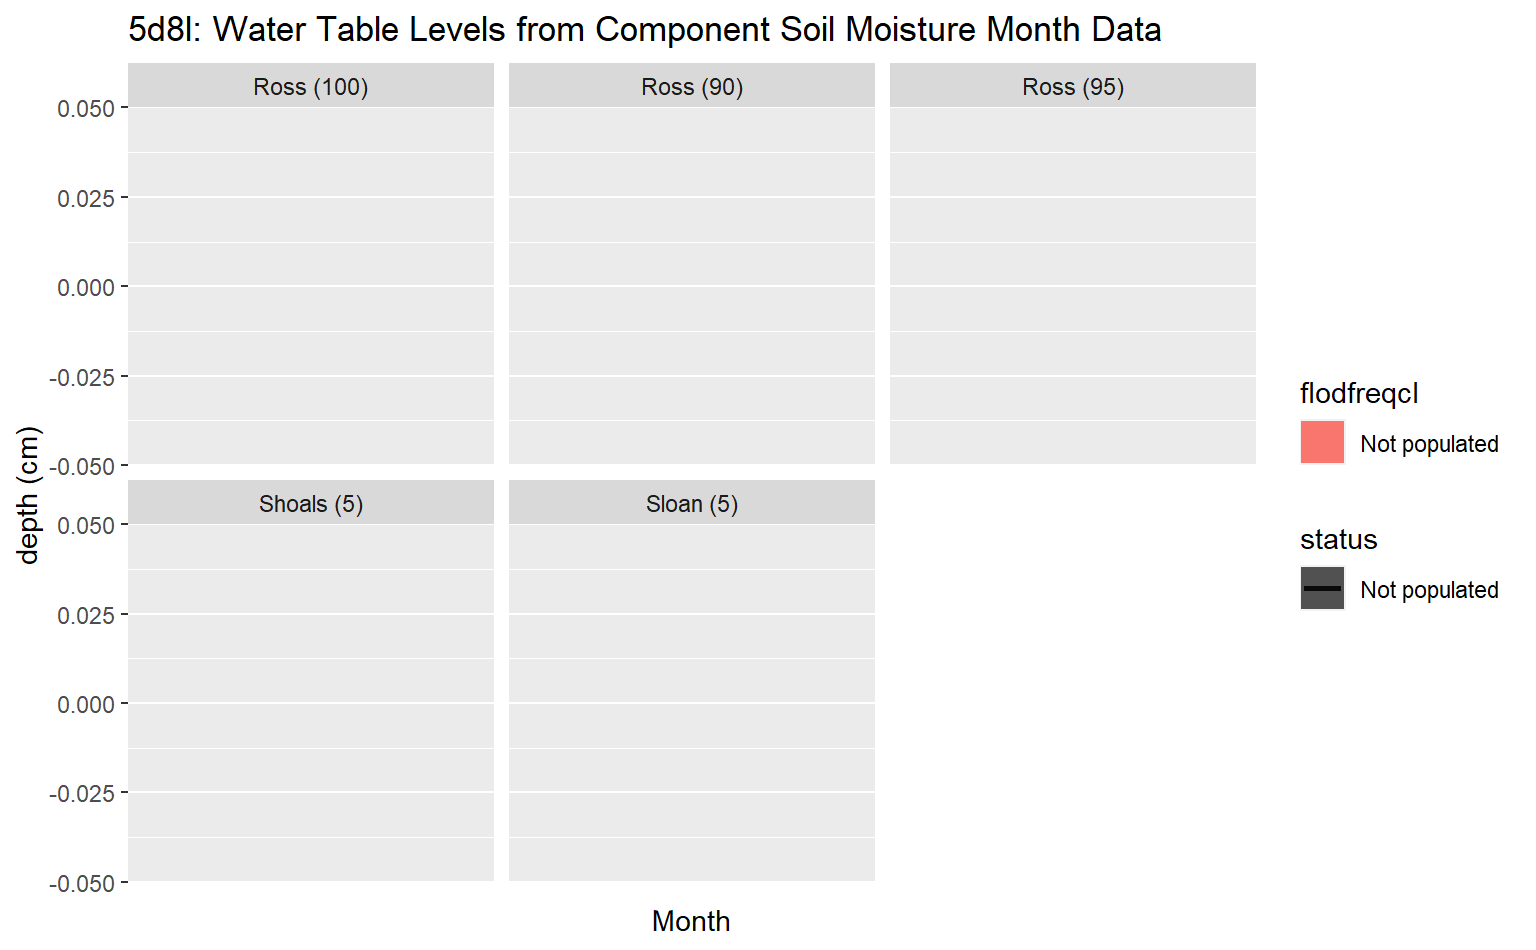 5d8l: Water Table Levels from Component Soil Moisture Month Data
Ross (100)
Ross (90)
Ross (95)
0.050
0.025
0.000
-0.025
-0.050
Shoals (5)
Sloan (5)
0.050
0.025
0.000
-0.025
-0.050
depth (cm)
Month
flodfreqcl
Not populated
status
Not populated